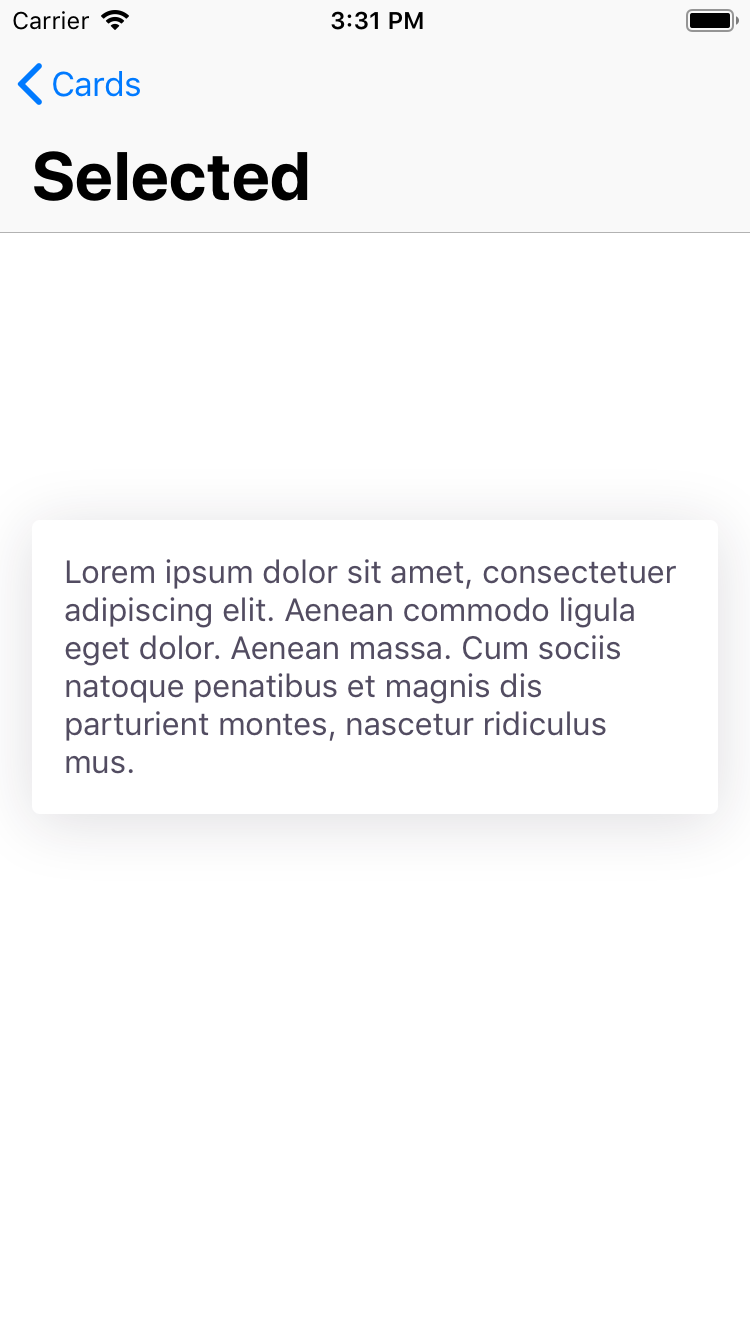 Carrier
3:31 PM
Cards
Selected
Lorem ipsum dolor sit amet, consectetuer
adipiscing elit. Aenean commodo ligula
eget dolor. Aenean massa. Cum sociis
natoque penatibus et magnis dis
parturient montes, nascetur ridiculus
mus.